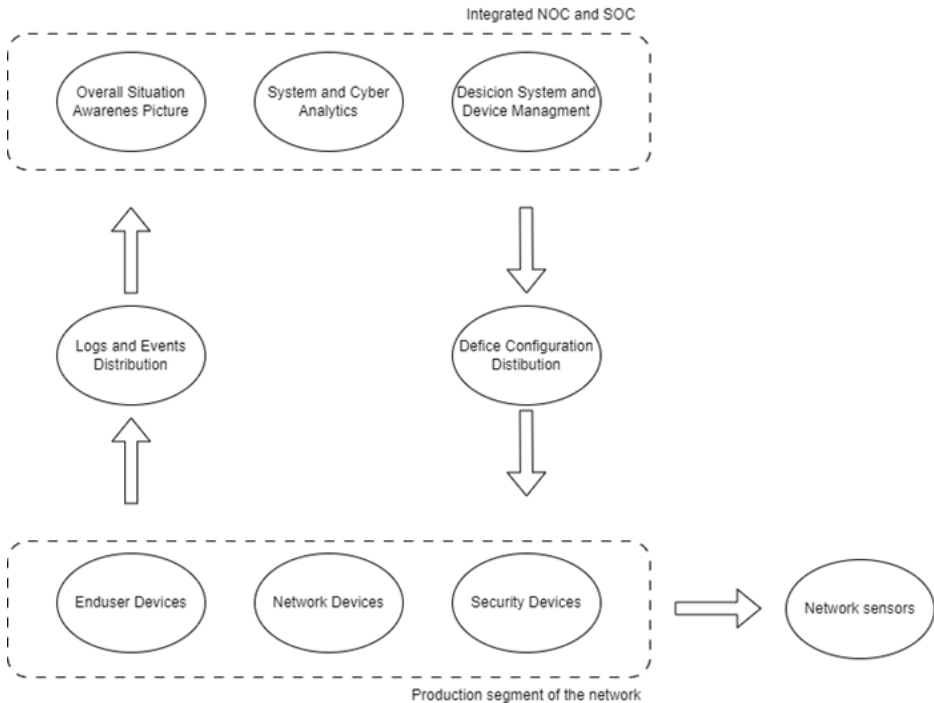 Integrated NOC and SOC
Overall Situation
Awarenes Picture
System and Cyber
Analytics
Desicion System and
Device Managment
Logs and Events
Distribution
Defice Configuration
Distibution
Enduser Devices
Network Devices
Security Devices
Network sensors
Production segment of the network